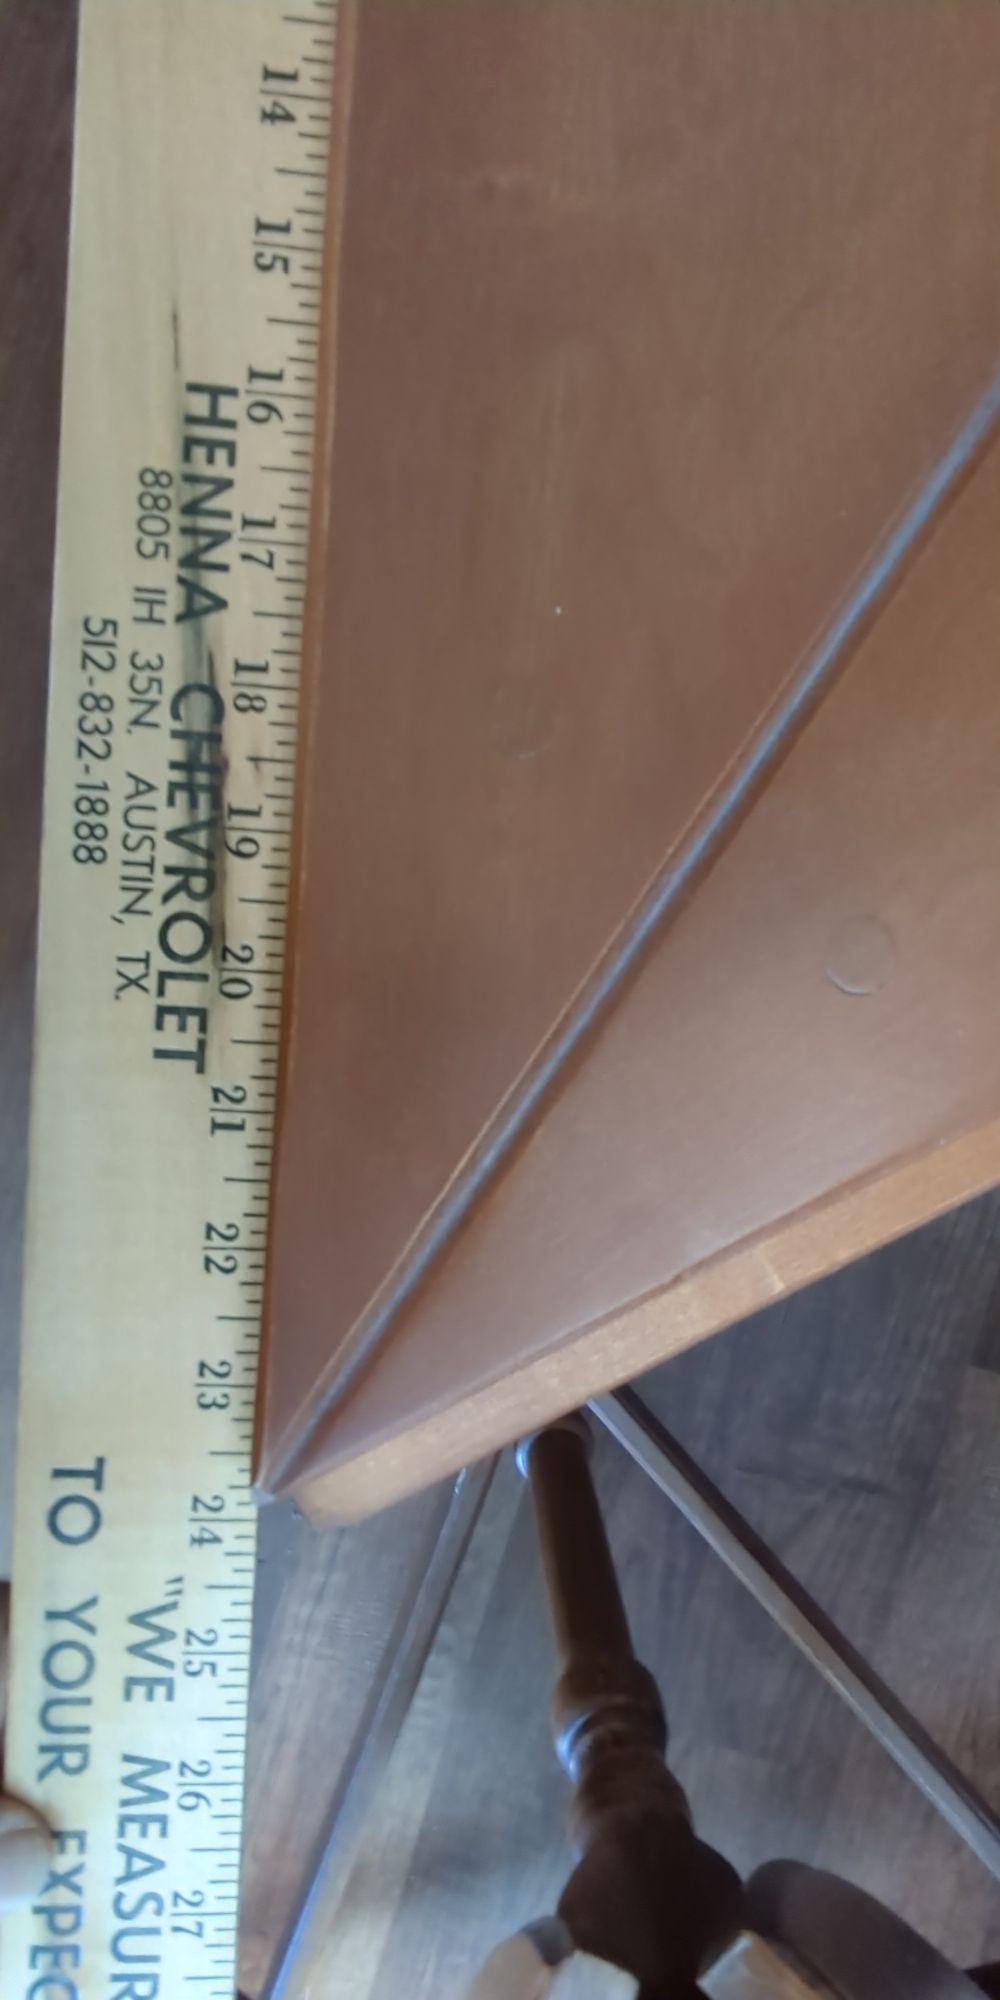 14 15 16 17 18 19 20 21 22 23 24 25 26 27
HENNA CHEVROLET
8805 IH 35N. AUSTIN, TX.
512-832-1888
"WE MEASUR
TO YOUR EXPEC